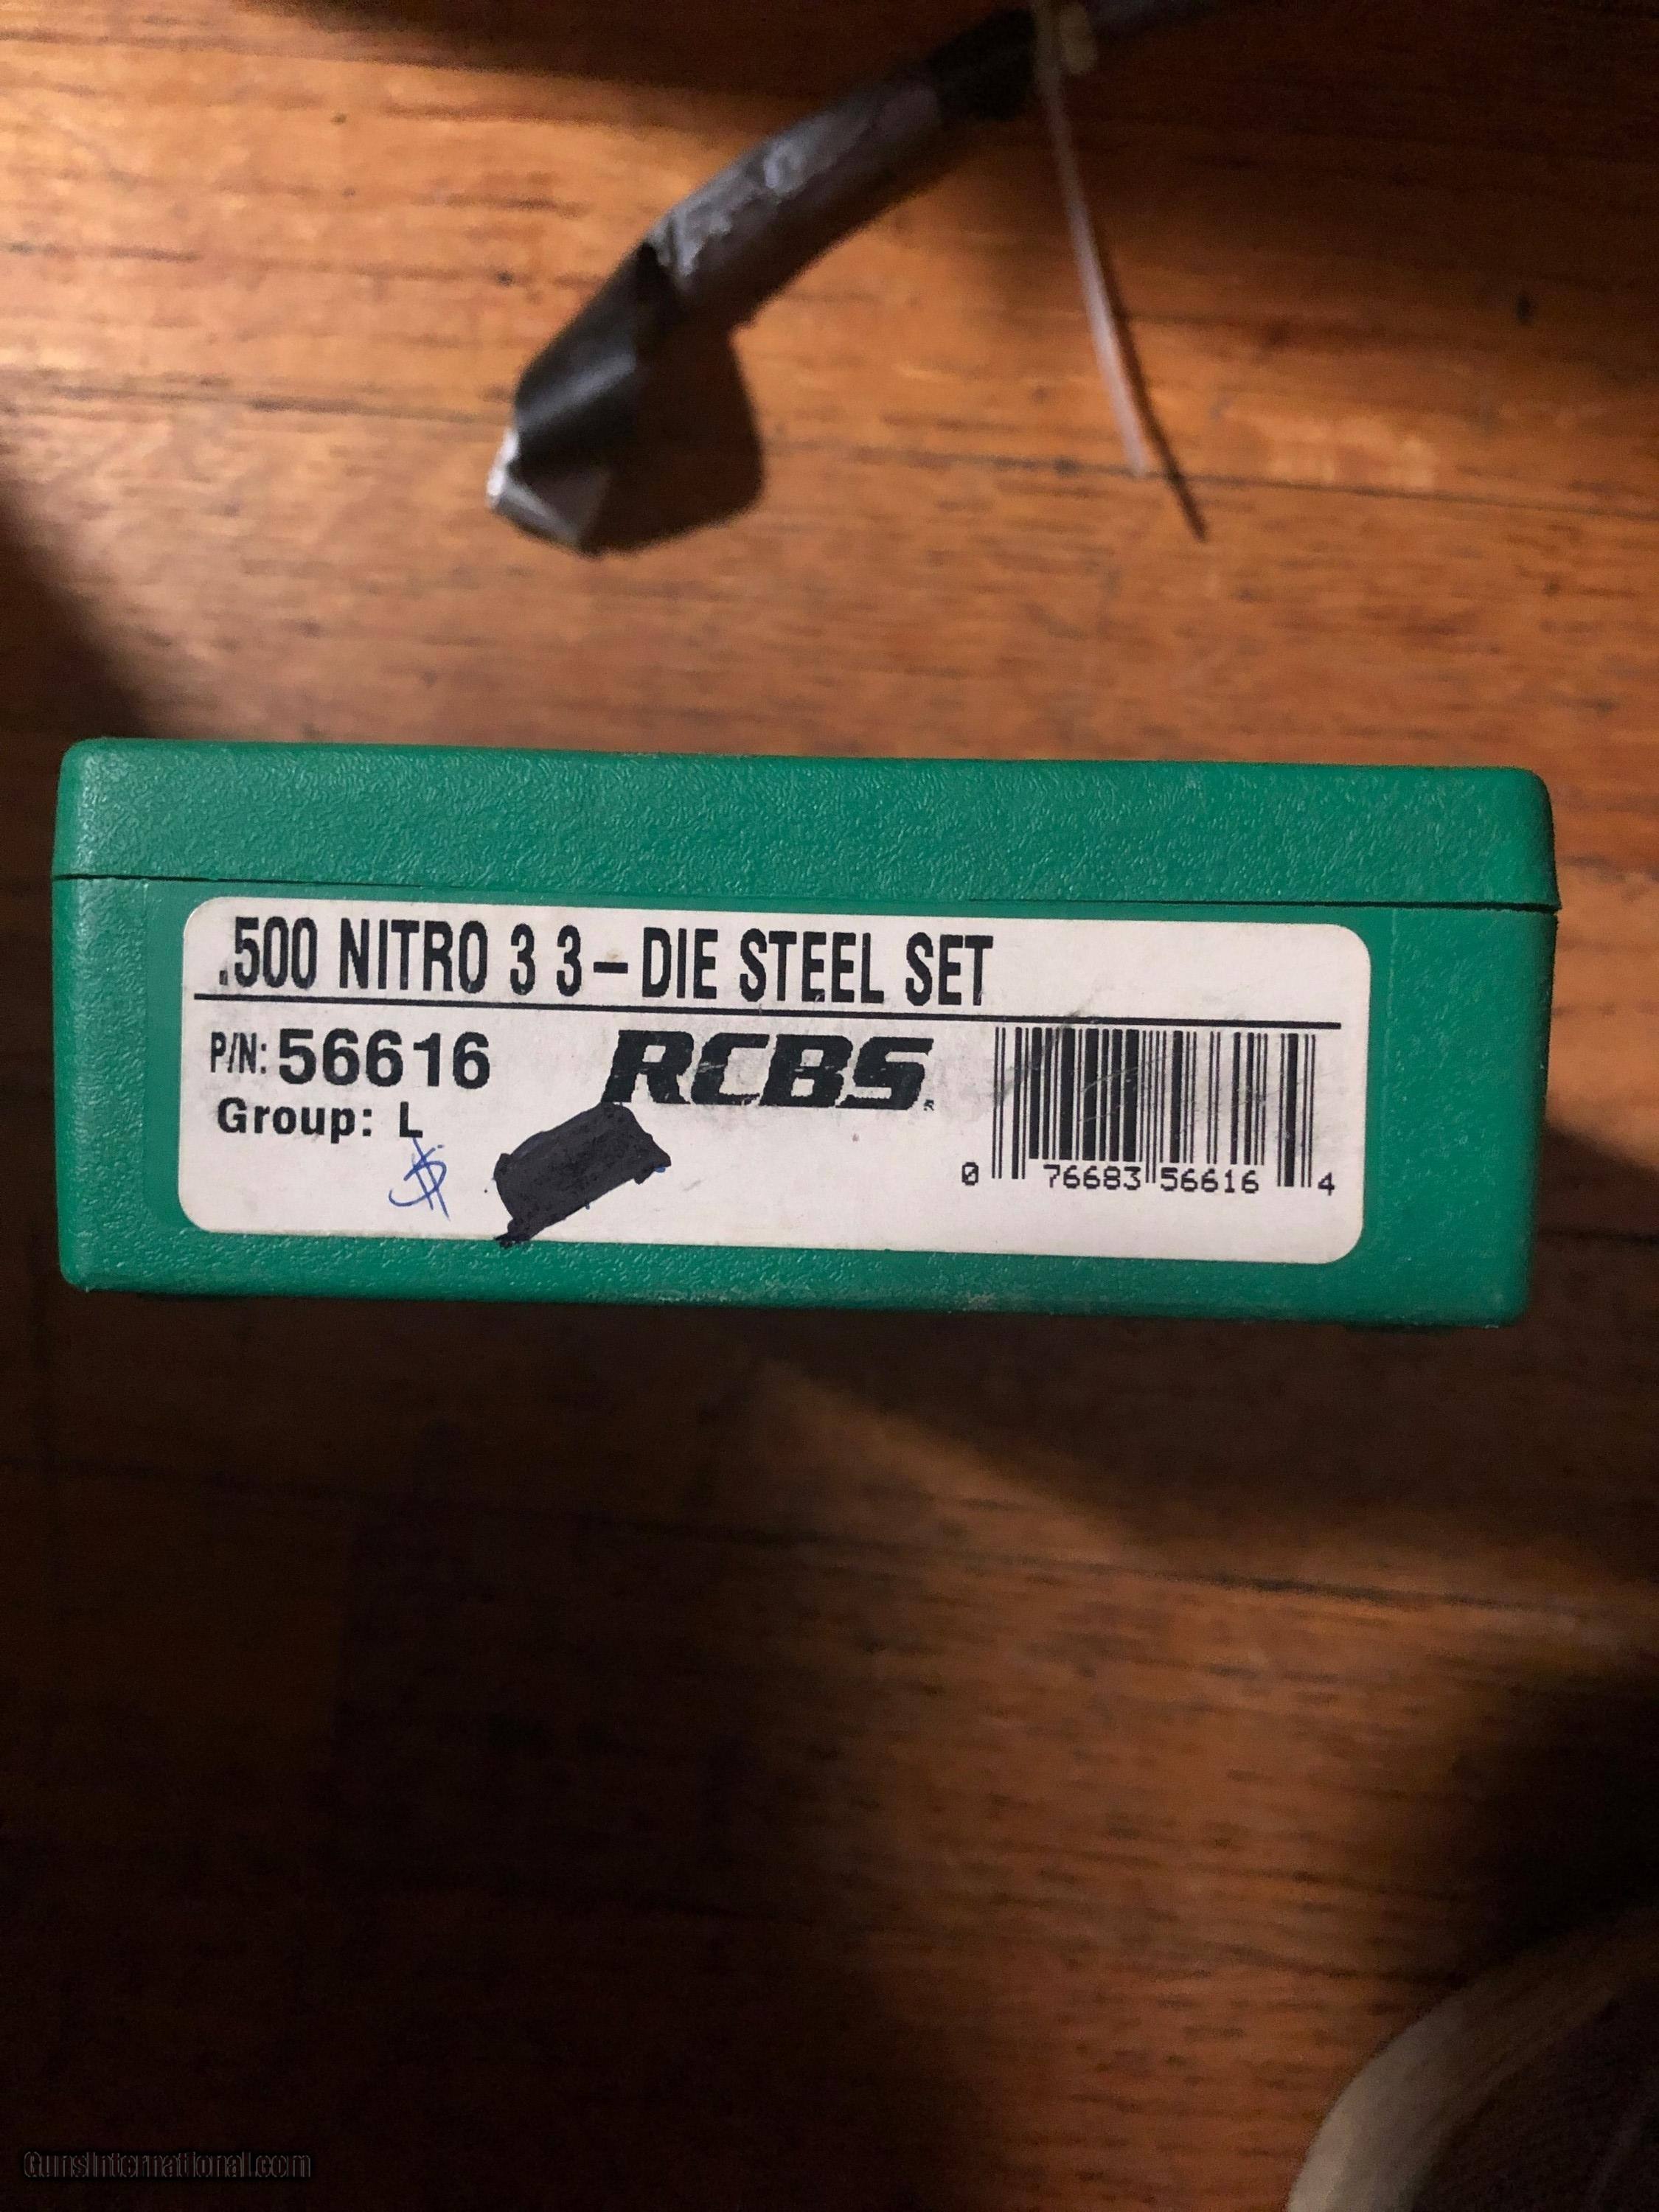 .500 NITRO 3 3-DIE STEEL SET
P/N: 56616
RCBS.
Group: L
$
0 76683 56616 4
GunsInternational.com